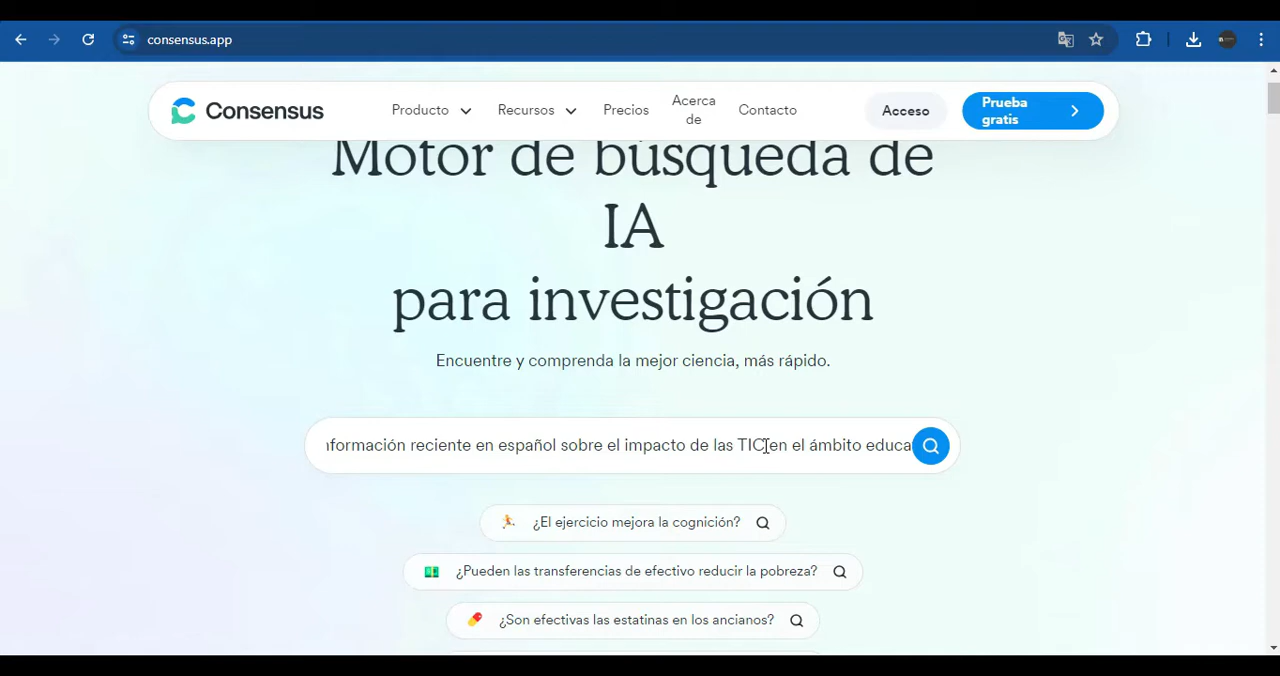 consensus.app
Consensus
Producto
Recursos
Precios
Acerca
de
Contacto
Acceso
Prueba
gratis
Motor de búsqueda de
IA
para investigación
Encuentre y comprenda la mejor ciencia, más rápido.
nformación reciente en español sobre el impacto de las TIC en el ámbito educa
¿El ejercicio mejora la cognición?
¿Pueden las transferencias de efectivo reducir la pobreza?
¿Son efectivas las estatinas en los ancianos?